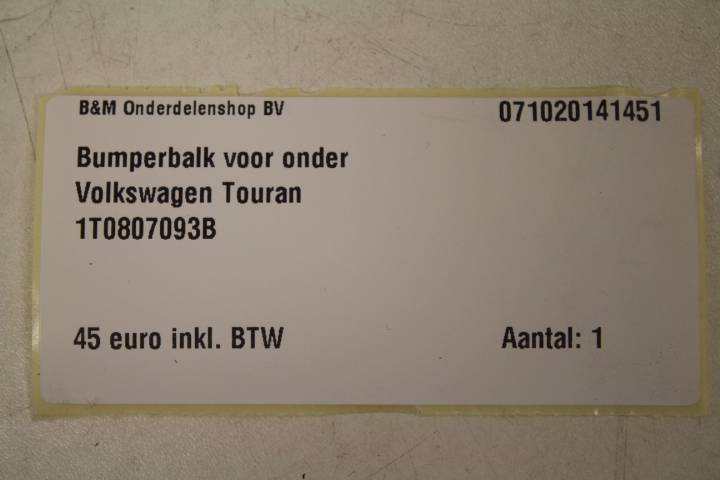 B&M Onderdelenshop BV 071020141451
Bumperbalk voor onder
Volkswagen Touran
1T0807093B
45 euro inkl. BTW Aantal: 1